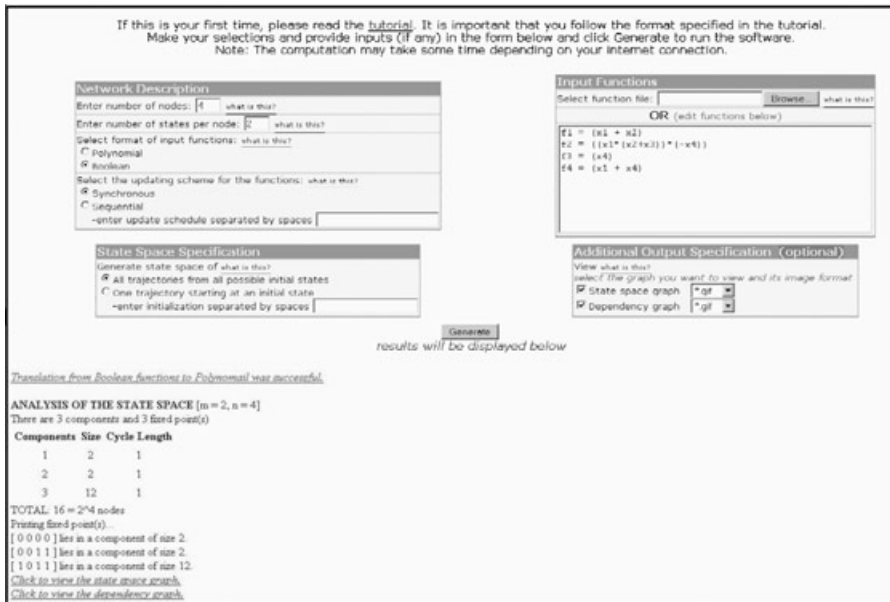 If this is your first time, please read the tutorial. It is important that you follow the format specified in the tutorial.
Make your selections and provide inputs (if any) in the form below and click Generate to run the software.
Note: The computation may take some time depending on your internet connection.
Network Description
Enter number of nodes: 4 what is this?
Enter number of states per node: 2 what is this?
Select format of input functions: what is this?
Polynomial
Boolean
Select the updating scheme for the functions: what is this?
Synchronous
Sequential
-enter update schedule separated by spaces
Input Functions
Select function file: Browse... what is this?
OR (edit functions below)
f1 = (x1 + x2)
f2 = ((x1*(x2+x3))*(~x4))
f3 = (x4)
f4 = (x1 + x4)
State Space Specification
Generate state space of what is this?
All trajectories from all possible initial states
One trajectory starting at an initial state
-enter initialization separated by spaces
Additional Output Specification (optional)
View what is this?
select the graph you want to view and its image format
State space graph *.gif
Dependency graph *.gif
Generate
results will be displayed below
Translation from Boolean functions to Polynomail was successful.
ANALYSIS OF THE STATE SPACE [m = 2, n = 4]
There are 3 components and 3 fixed point(s)
Components Size Cycle Length
1 2 1
2 2 1
3 12 1
TOTAL: 16 = 2^4 nodes
Printing fixed point(s)...
[ 0 0 0 0 ] lies in a component of size 2.
[ 0 0 1 1 ] lies in a component of size 2.
[ 1 0 1 1 ] lies in a component of size 12.
Click to view the state space graph.
Click to view the dependency graph.